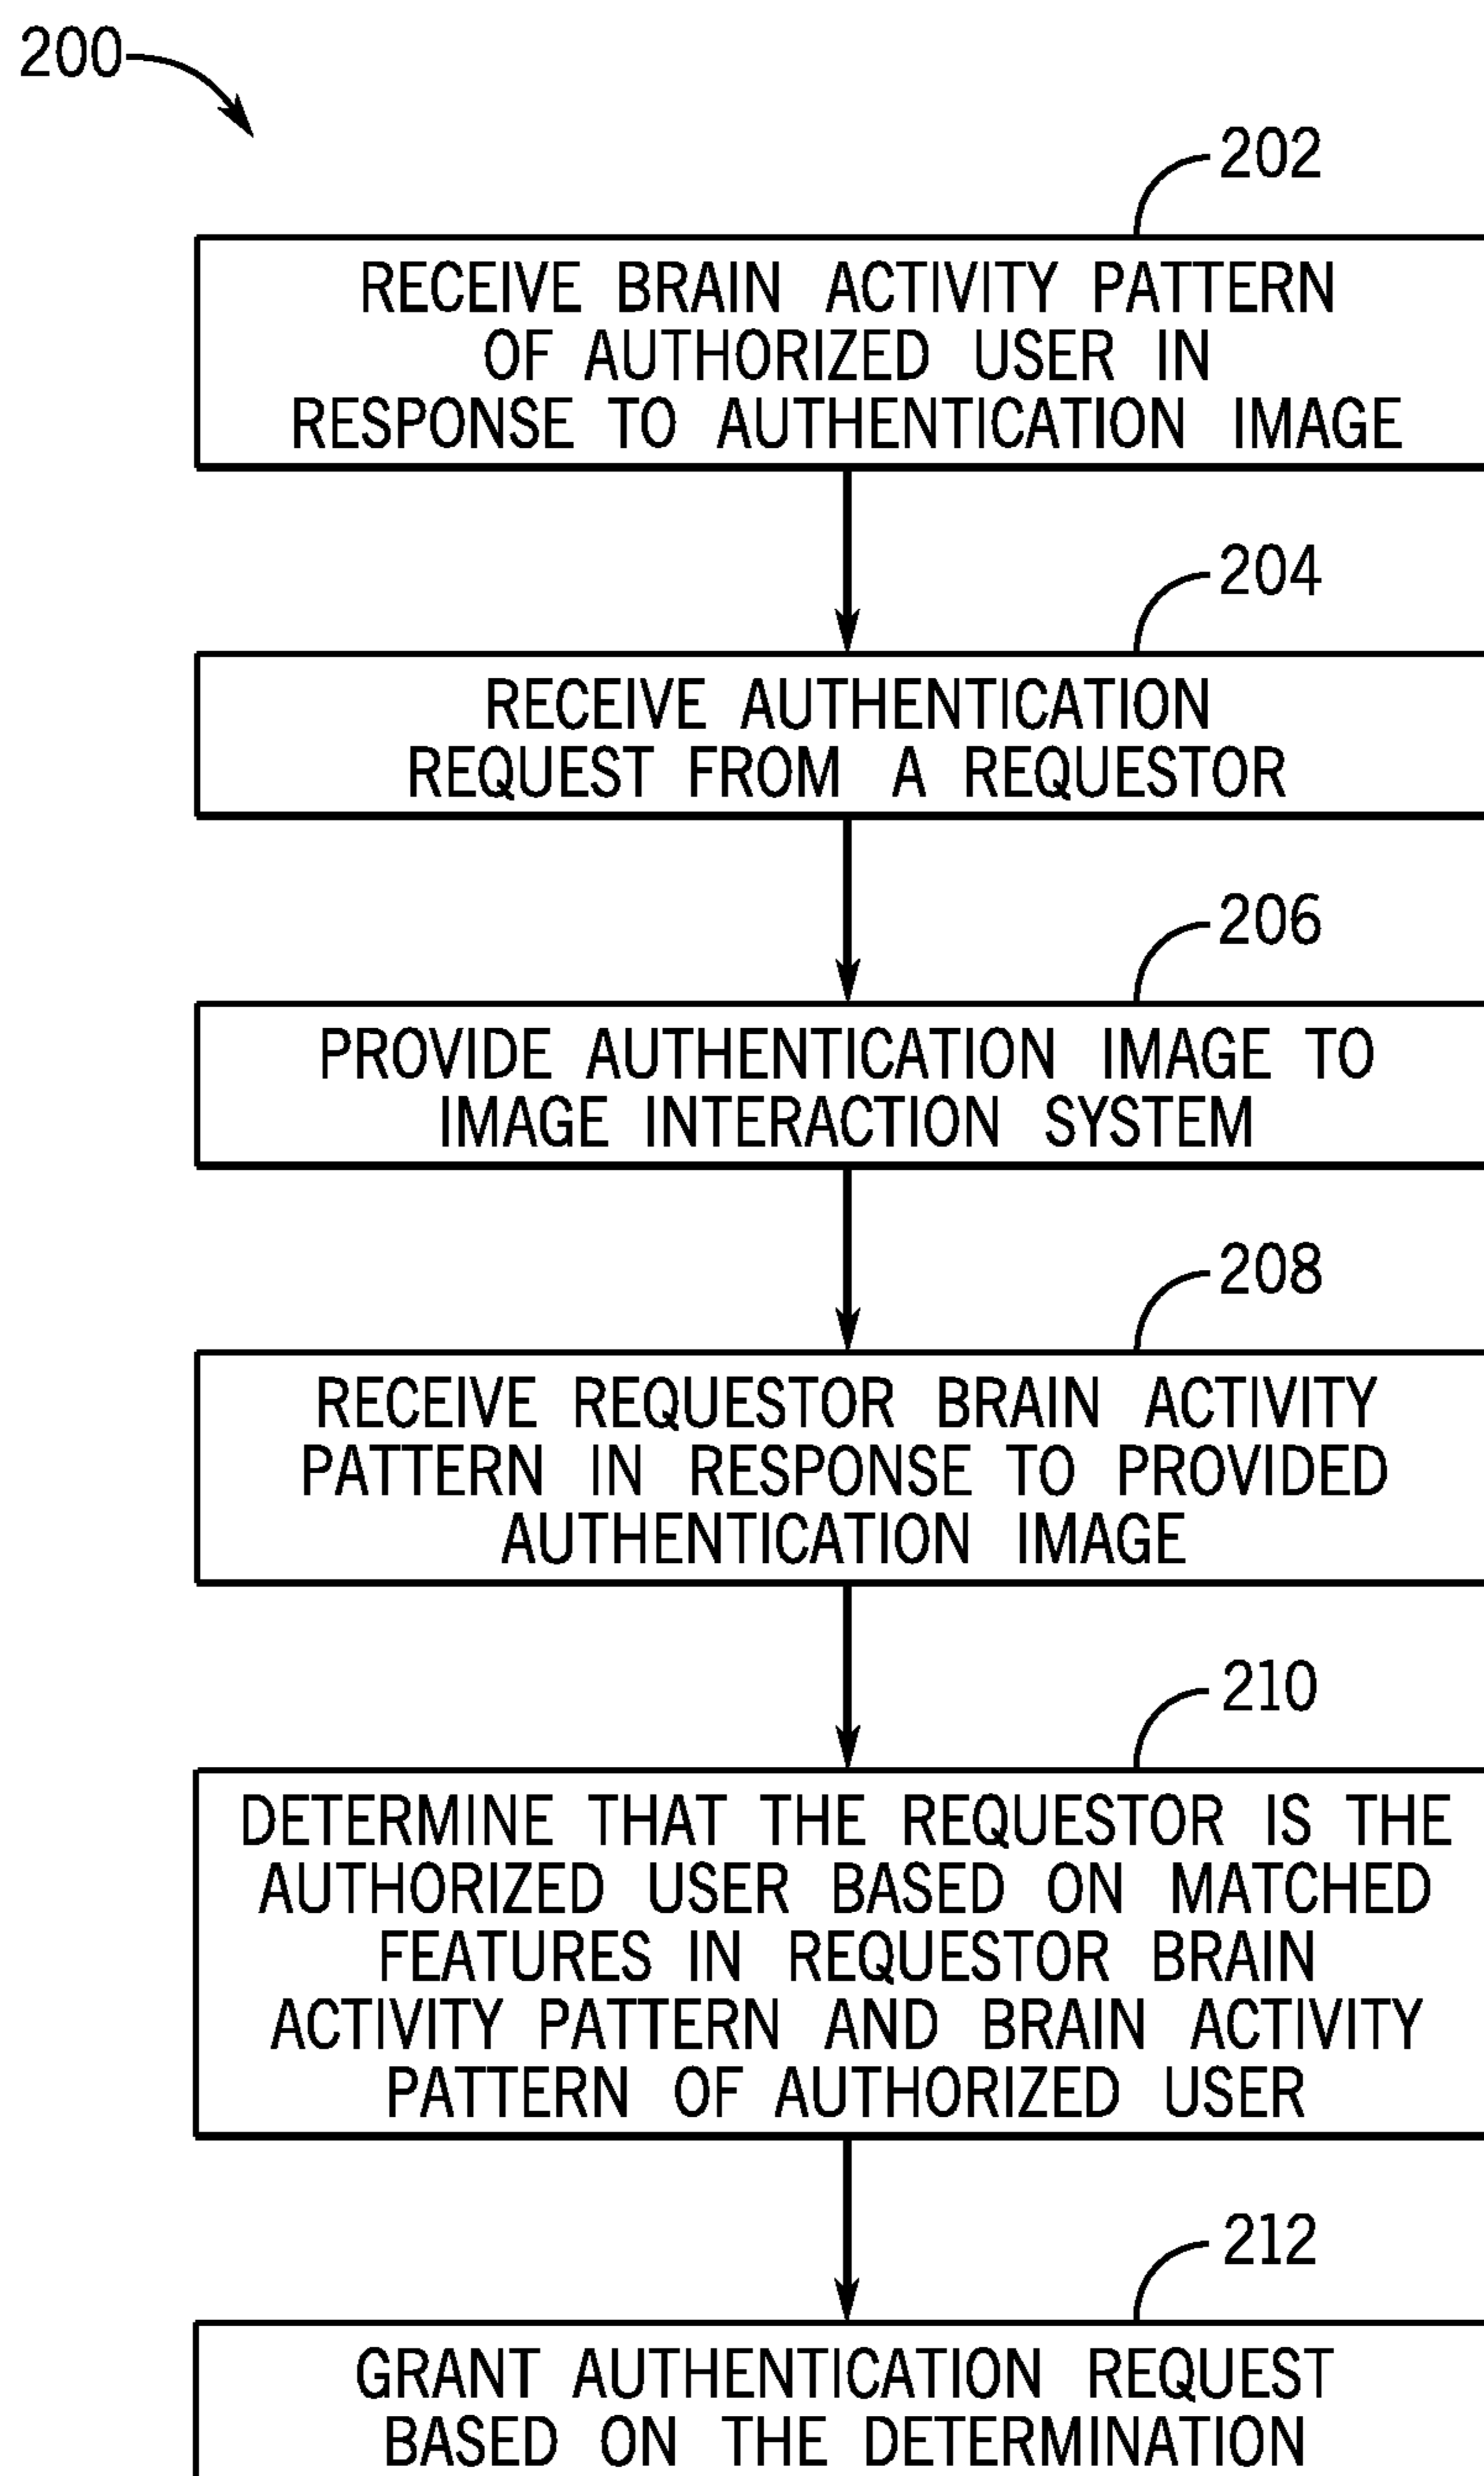 200
202
RECEIVE BRAIN ACTIVITY PATTERN
OF AUTHORIZED USER IN
RESPONSE TO AUTHENTICATION IMAGE
204
RECEIVE AUTHENTICATION
REQUEST FROM A REQUESTOR
206
PROVIDE AUTHENTICATION IMAGE TO
IMAGE INTERACTION SYSTEM
208
RECEIVE REQUESTOR BRAIN ACTIVITY
PATTERN IN RESPONSE TO PROVIDED
AUTHENTICATION IMAGE
210
DETERMINE THAT THE REQUESTOR IS THE
AUTHORIZED USER BASED ON MATCHED
FEATURES IN REQUESTOR BRAIN
ACTIVITY PATTERN AND BRAIN ACTIVITY
PATTERN OF AUTHORIZED USER
212
GRANT AUTHENTICATION REQUEST
BASED ON THE DETERMINATION